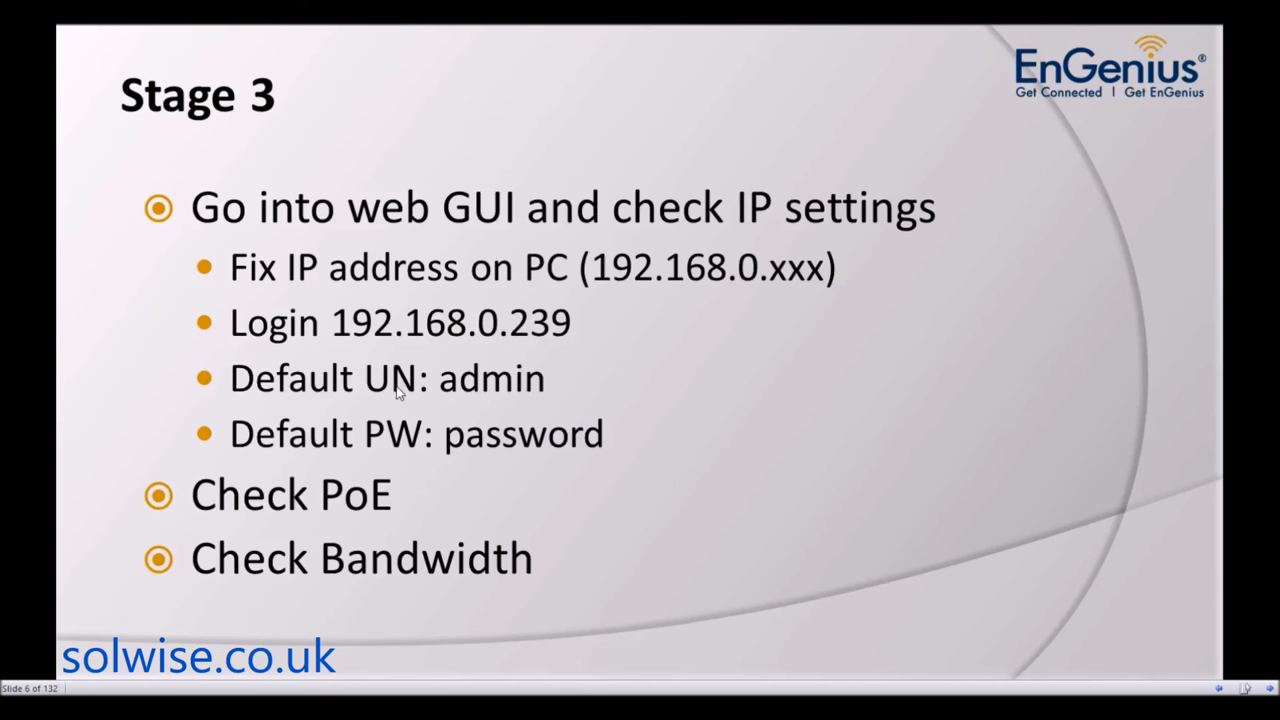 EnGenius®
Get Connected | Get EnGenius
Stage 3
Go into web GUI and check IP settings
Fix IP address on PC (192.168.0.xxx)
Login 192.168.0.239
Default UN: admin
Default PW: password
Check PoE
Check Bandwidth
solwise.co.uk
Slide 6 of 132